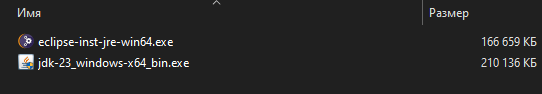 Имя Размер
eclipse-inst-jre-win64.exe 166 659 КБ
jdk-23_windows-x64_bin.exe 210 136 КБ